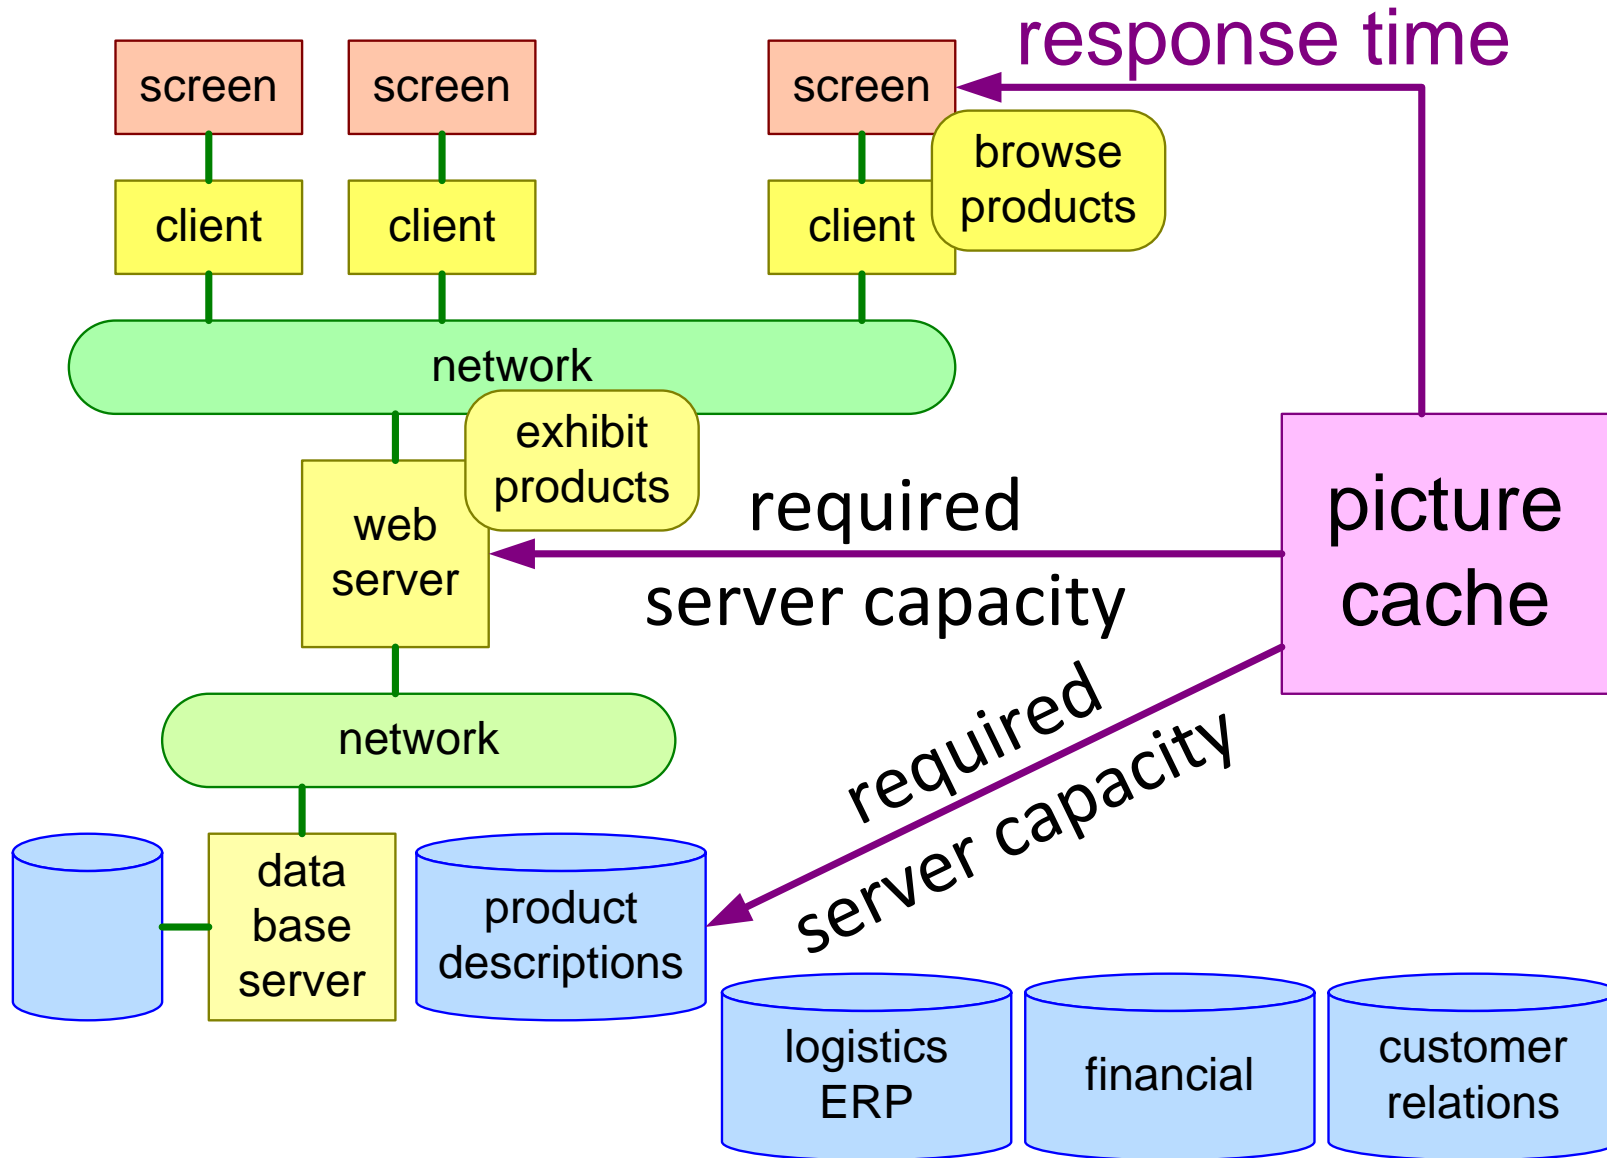 response time
screen
screen
screen
browse
products
client
client
client
network
exhibit
products
web
server
required
server capacity
picture
cache
required
server capacity
network
data
base
server
product
descriptions
logistics
ERP
financial
customer
relations